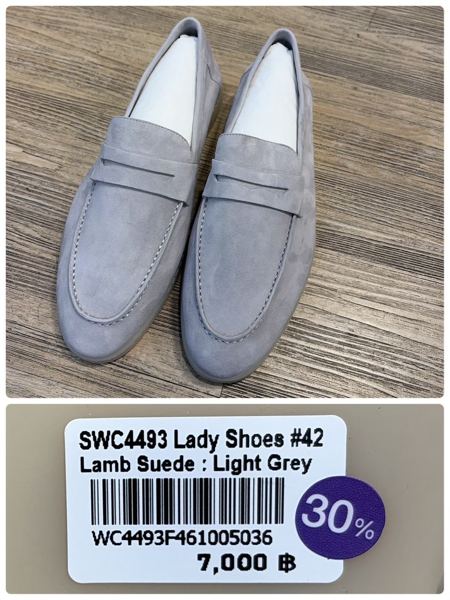 SWC4493 Lady Shoes #42
Lamb Suede : Light Grey
WC4493F461005036
7,000 ฿
30%